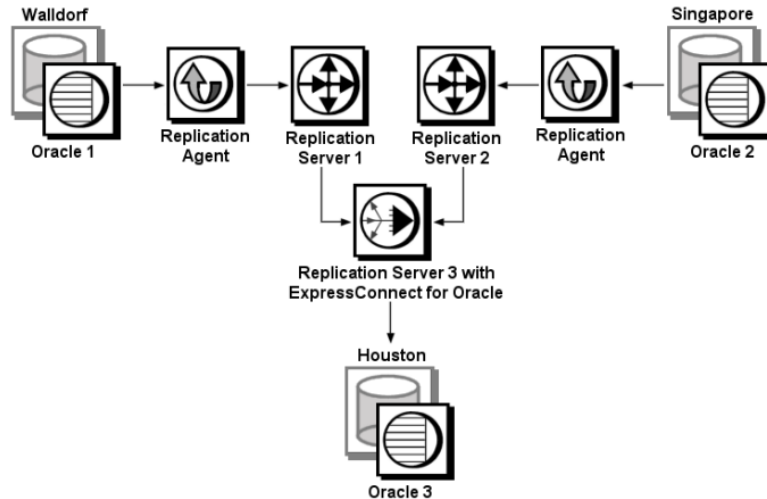 Walldorf
Singapore
Oracle 1
Replication
Agent
Replication
Server 1
Replication
Server 2
Replication
Agent
Oracle 2
Replication Server 3 with
ExpressConnect for Oracle
Houston
Oracle 3